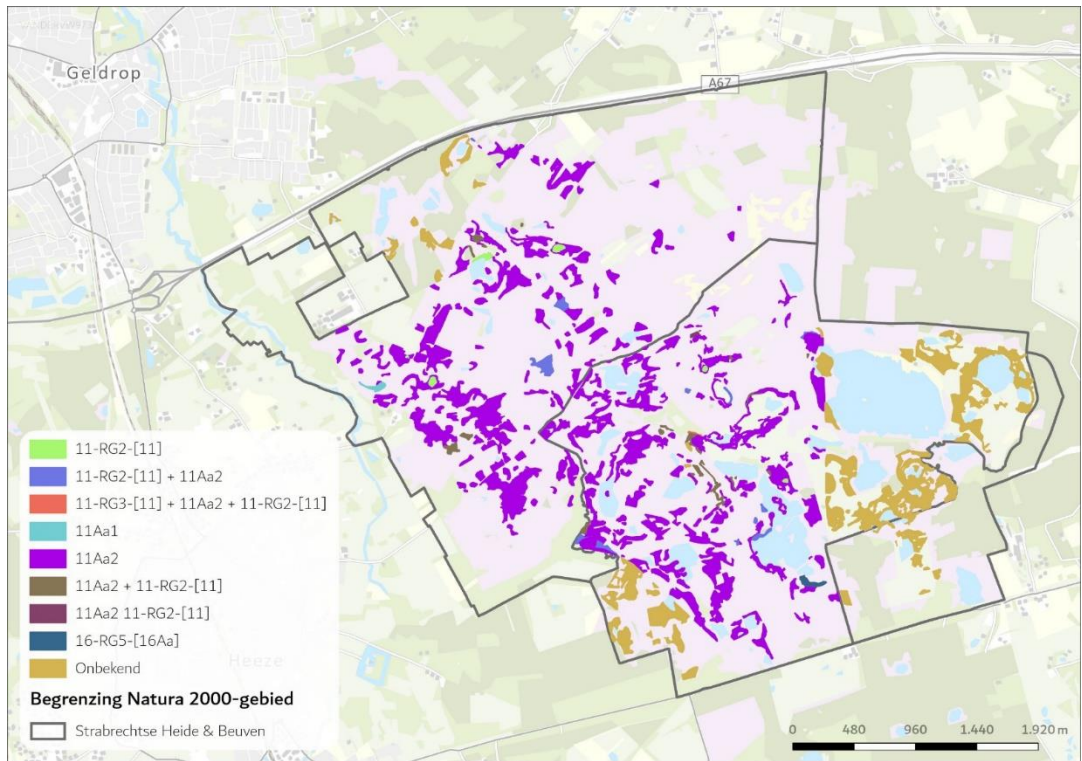 Geldrop
A67
11-RG2-[11]
11-RG2-[11] + 11Aa2
11-RG3-[11] + 11Aa2 + 11-RG2-[11]
11Aa1
11Aa2
11Aa2 + 11-RG2-[11]
11Aa2 11-RG2-[11]
16-RG5-[16Aa]
Heeze
Onbekend
Begrenzing Natura 2000-gebied
Strabrechtse Heide & Beuven
0 480 960 1.440 1.920 m